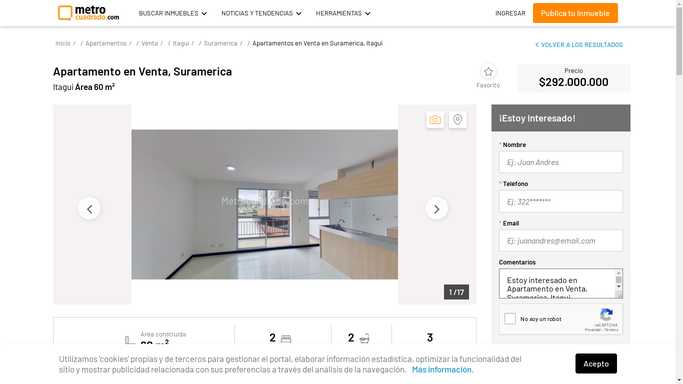 metro
cuadrado.com
BUSCAR INMUEBLES
NOTICIAS Y TENDENCIAS
HERRAMIENTAS
INGRESAR
Publica tu Inmueble
Inicio / / Apartamentos / / Venta / / Itagui / / Suramerica / / Apartamentos en Venta en Suramerica, Itagui
VOLVER A LOS RESULTADOS
Apartamento en Venta, Suramerica
Itagui Área 60 m²
Favorito
Precio
$292.000.000
1 /17
¡Estoy Interesado!
* Nombre
Ej: Juan Andres
* Telefono
Ej: 322*******
* Email
Ej: juanandres@email.com
Comentarios
Estoy interesado en
Apartamento en Venta,
Suramerica, Itagui
No soy un robot
reCAPTCHA
Privacidad - Términos
Área construida
2
2
3
Utilizamos 'cookies' propias y de terceros para gestionar el portal, elaborar información estadística, optimizar la funcionalidad del
sitio y mostrar publicidad relacionada con sus preferencias a través del análisis de la navegación. Más información.
Acepto